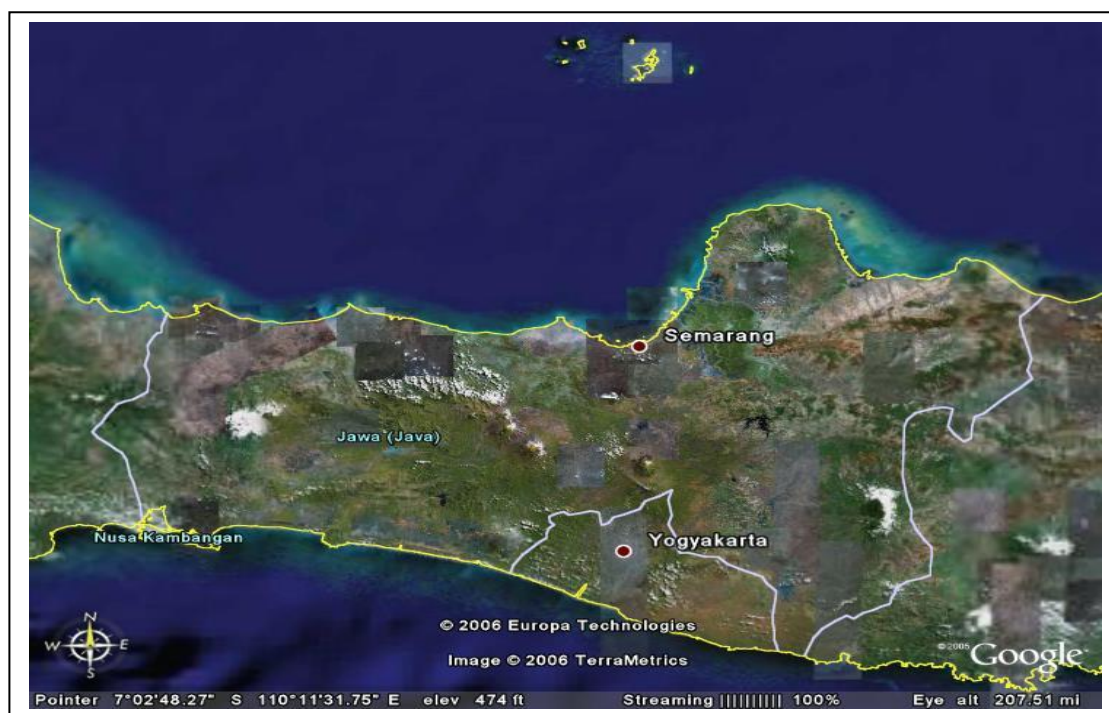 Semarang
Jawa (Java)
Nusa Kambangan
Yogyakarta
N
W E
S
© 2006 Europa Technologies
Image © 2006 TerraMetrics
© 2005 Google
Pointer 7°02'48.27" S 110°11'31.75" E elev 474 ft Streaming |||||||||| 100% Eye alt 207.51 mi